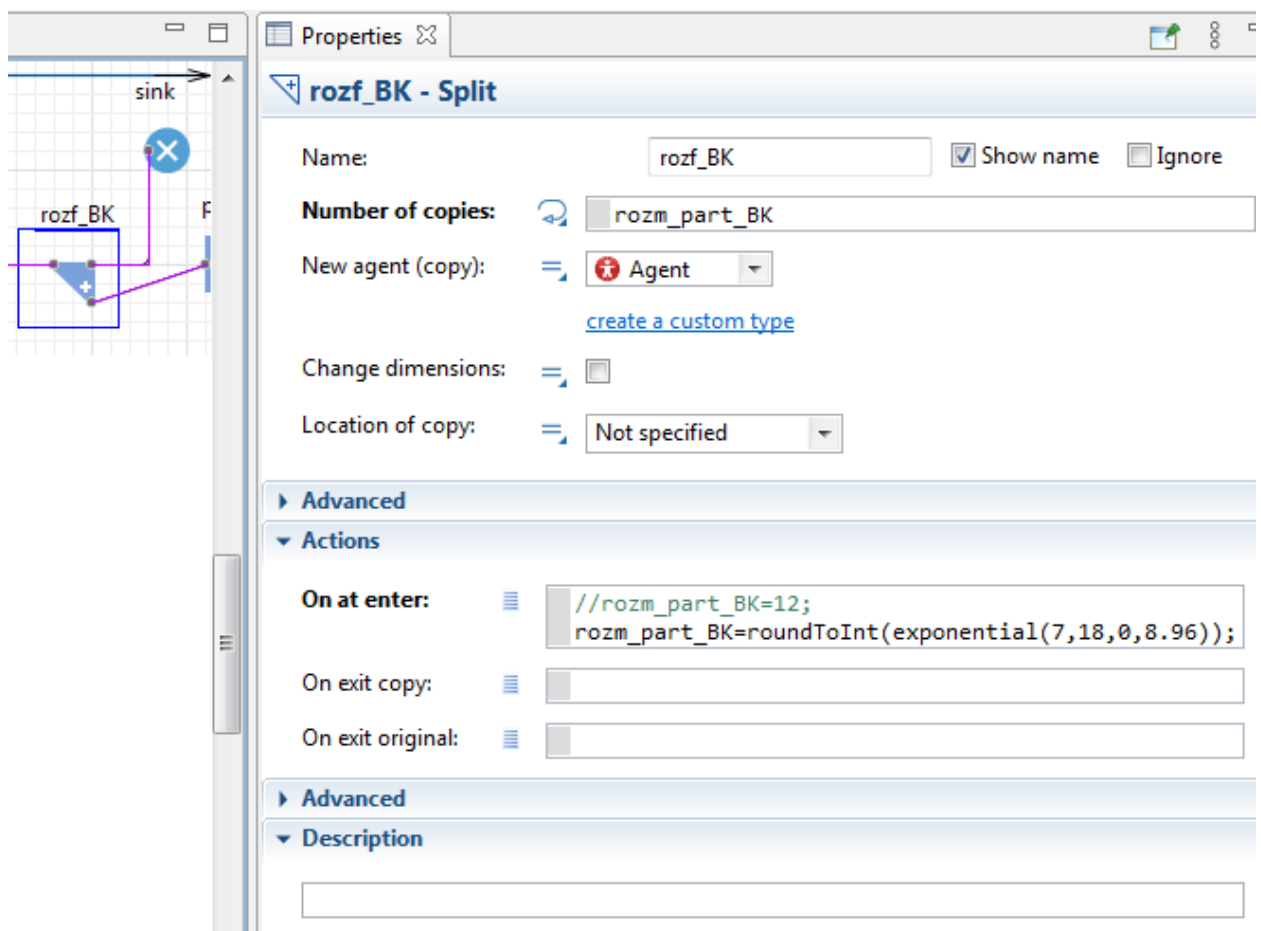 Properties
sink
rozf_BK - Split
Name:
rozf_BK
Show name
Ignore
rozf_BK
Number of copies:
rozm_part_BK
New agent (copy):
Agent
create a custom type
Change dimensions:
Location of copy:
Not specified
Advanced
Actions
On at enter:
//rozm_part_BK=12;
rozm_part_BK=roundToInt(exponential(7,18,0,8.96));
On exit copy:
On exit original:
Advanced
Description